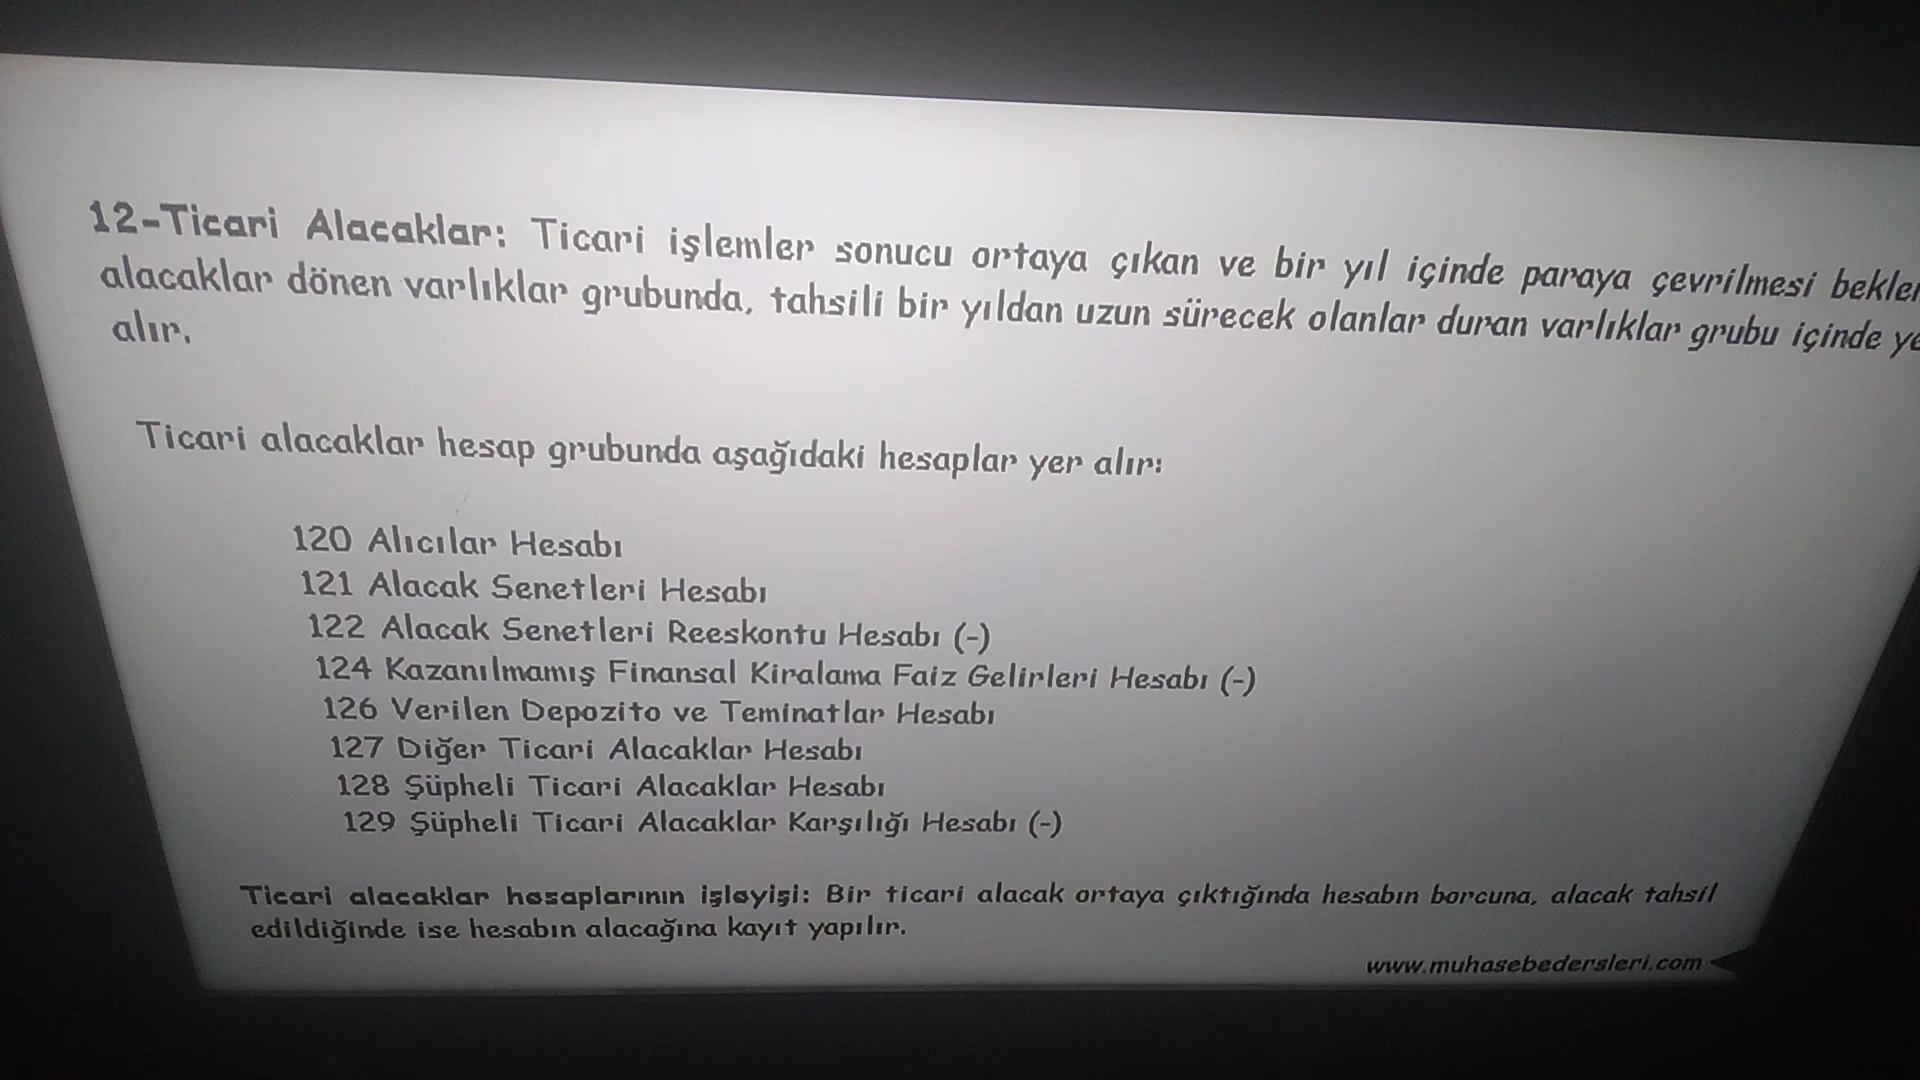 12-Ticari Alacaklar: Ticari işlemler sonucu ortaya çıkan ve bir yıl içinde paraya çevrilmesi
alacaklar dönen varlıklar grubunda, tahsili bir yıldan uzun sürecek olanlar duran varlıklar grubu içinde
alır.
Ticari alacaklar hesap grubunda aşağıdaki hesaplar yer alır:
120 Alıcılar Hesabı
121 Alacak Senetleri Hesabı
122 Alacak Senetleri Reeskontu Hesabı (-)
124 Kazanılmamış Finansal Kiralama Faiz Gelirleri Hesabı (-)
126 Verilen Depozito ve Teminatlar Hesabı
127 Diğer Ticari Alacaklar Hesabı
128 Şüpheli Ticari Alacaklar Hesabı
129 Şüpheli Ticari Alacaklar Karşılığı Hesabı (-)
Ticari alacaklar hesaplarının işleyişi: Bir ticari alacak ortaya çıktığında hesabın borcuna, alacak tahsil
edildiğinde ise hesabın alacağına kayıt yapılır.
www.muhasebedersleri.com